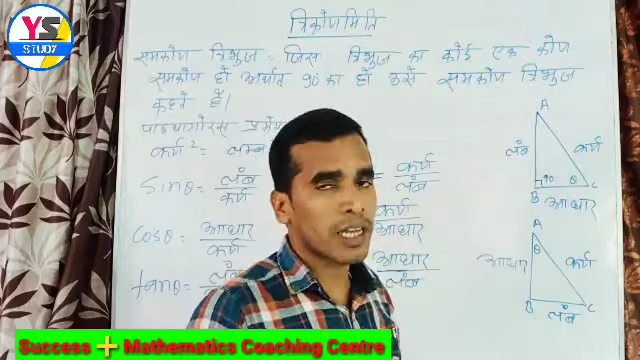 YS
STUDY
त्रिकोणमिति
समकोण त्रिभुज = जिस त्रिभुज का कोई एक कोण
समकोण हो अर्थात् 90 का हो उसे समकोण त्रिभुज
कहते हैं।
पाइथागोरस प्रमेय
कर्ण² = लम्ब
Sinθ = लंब/कर्ण = कर्ण/लंब
Cosθ = आधार/कर्ण कर्ण/आधार
tanθ = लंब आधार/लंब
A
लंब कर्ण
90 θ
B C
आधार
A
θ
आधार कर्ण
B C
लंब
Success + Mathematics Coaching Centre